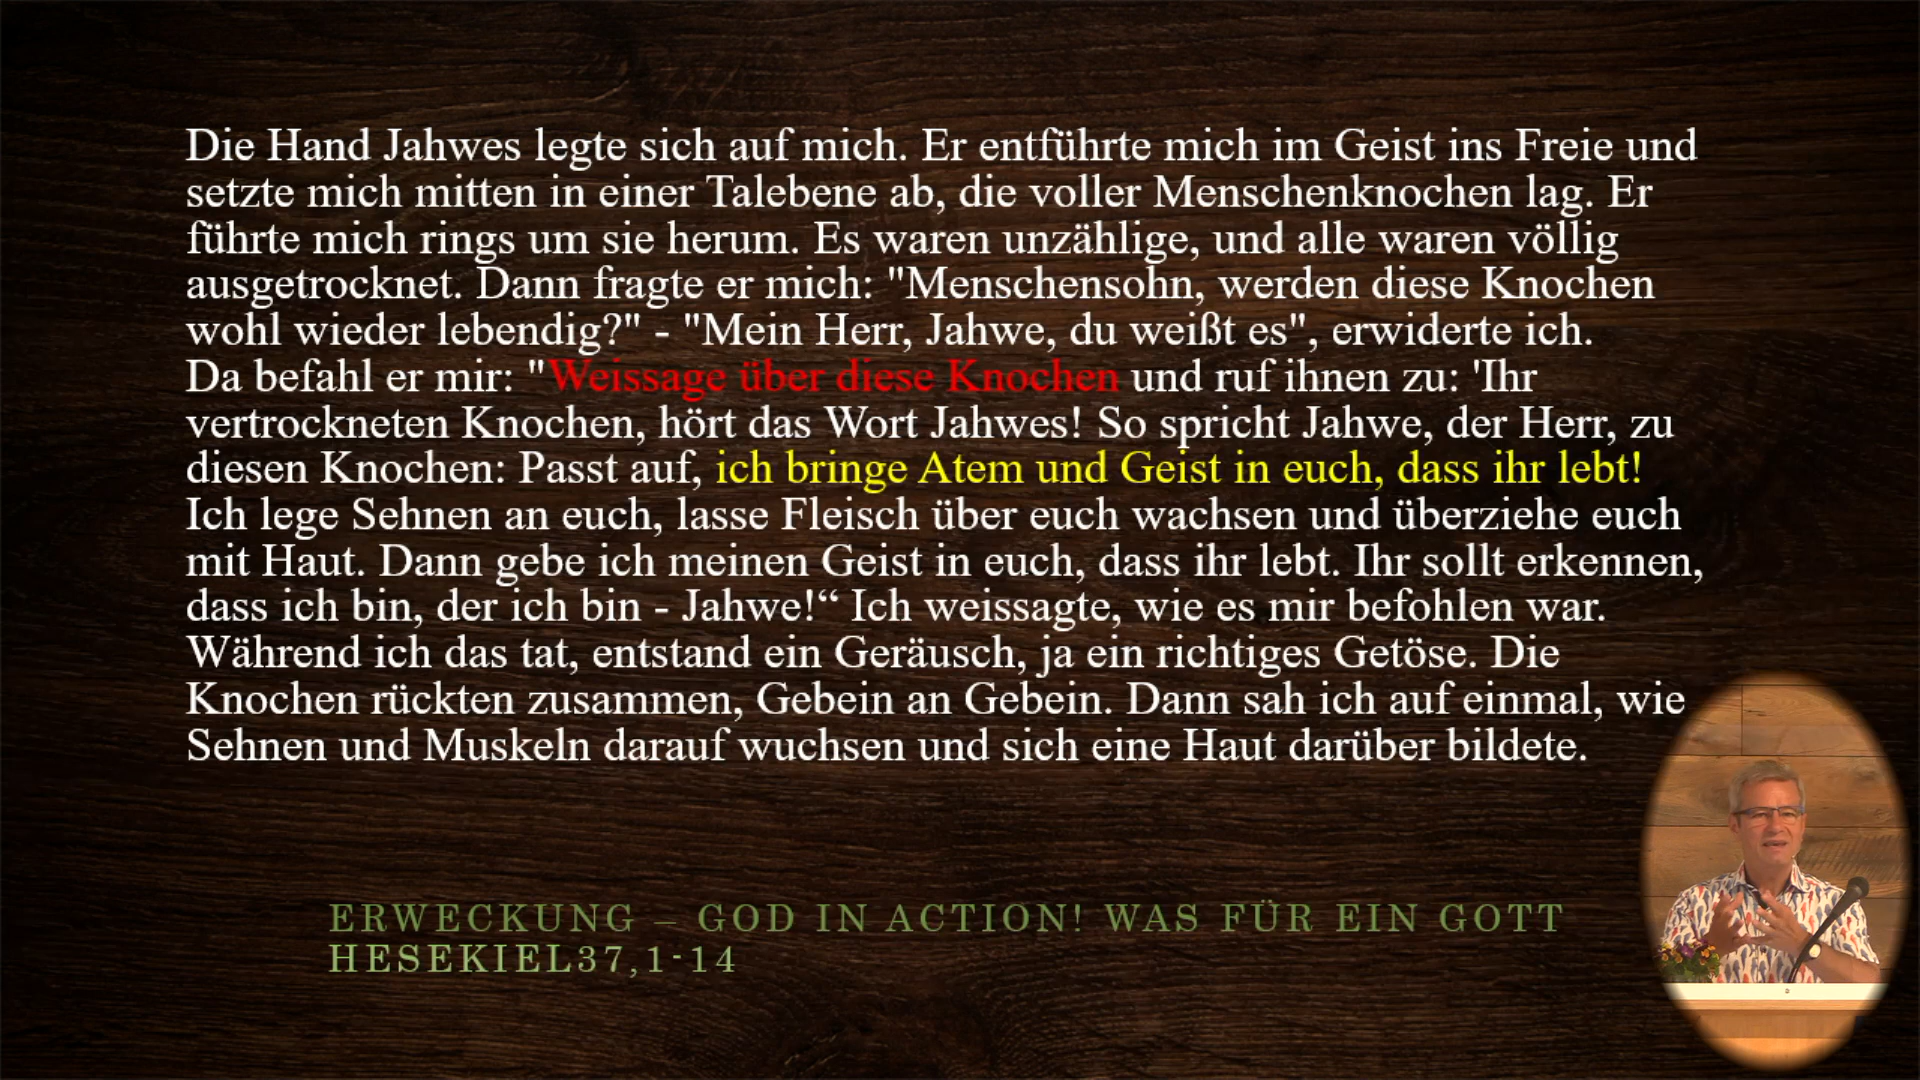 Die Hand Jahwes legte sich auf mich. Er entführte mich im Geist ins Freie und
setzte mich mitten in einer Talebene ab, die voller Menschenknochen lag. Er
führte mich rings um sie herum. Es waren unzählige, und alle waren völlig
ausgetrocknet. Dann fragte er mich: "Menschensohn, werden diese Knochen
wohl wieder lebendig?" - "Mein Herr, Jahwe, du weißt es", erwiderte ich.
Da befahl er mir: "Weissage über diese Knochen und ruf ihnen zu: 'Ihr
vertrockneten Knochen, hört das Wort Jahwes! So spricht Jahwe, der Herr, zu
diesen Knochen: Passt auf, ich bringe Atem und Geist in euch, dass ihr lebt!
Ich lege Sehnen an euch, lasse Fleisch über euch wachsen und überziehe euch
mit Haut. Dann gebe ich meinen Geist in euch, dass ihr lebt. Ihr sollt erkennen,
dass ich bin, der ich bin - Jahwe!“ Ich weissagte, wie es mir befohlen war.
Während ich das tat, entstand ein Geräusch, ja ein richtiges Getöse. Die
Knochen rückten zusammen, Gebein an Gebein. Dann sah ich auf einmal, wie
Sehnen und Muskeln darauf wuchsen und sich eine Haut darüber bildete.
ERWECKUNG – GOD IN ACTION! WAS FÜR EIN GOTT
HESEKIEL37,1-14